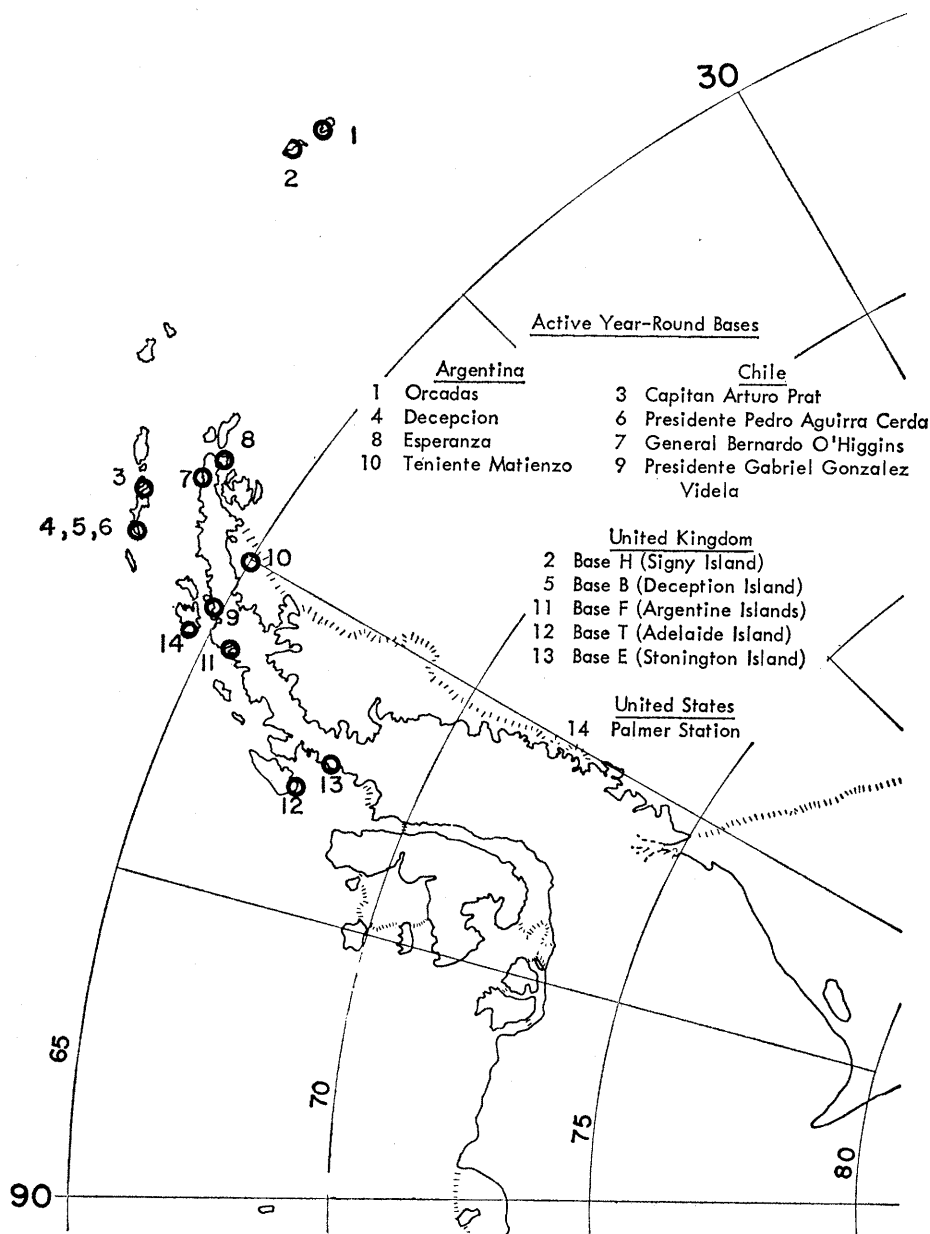 30
1
2
Active Year-Round Bases
Argentina
1 Orcadas
4 Decepcion
8 Esperanza
10 Teniente Matienzo
Chile
3 Capitan Arturo Prat
6 Presidente Pedro Aguirra Cerda
7 General Bernardo O'Higgins
9 Presidente Gabriel Gonzalez
Videla
8
3
7
4,5,6
10
United Kingdom
2 Base H (Signy Island)
5 Base B (Deception Island)
11 Base F (Argentine Islands)
12 Base T (Adelaide Island)
13 Base E (Stonington Island)
9
14
11
United States
14 Palmer Station
13
12
65
70
75
80
90